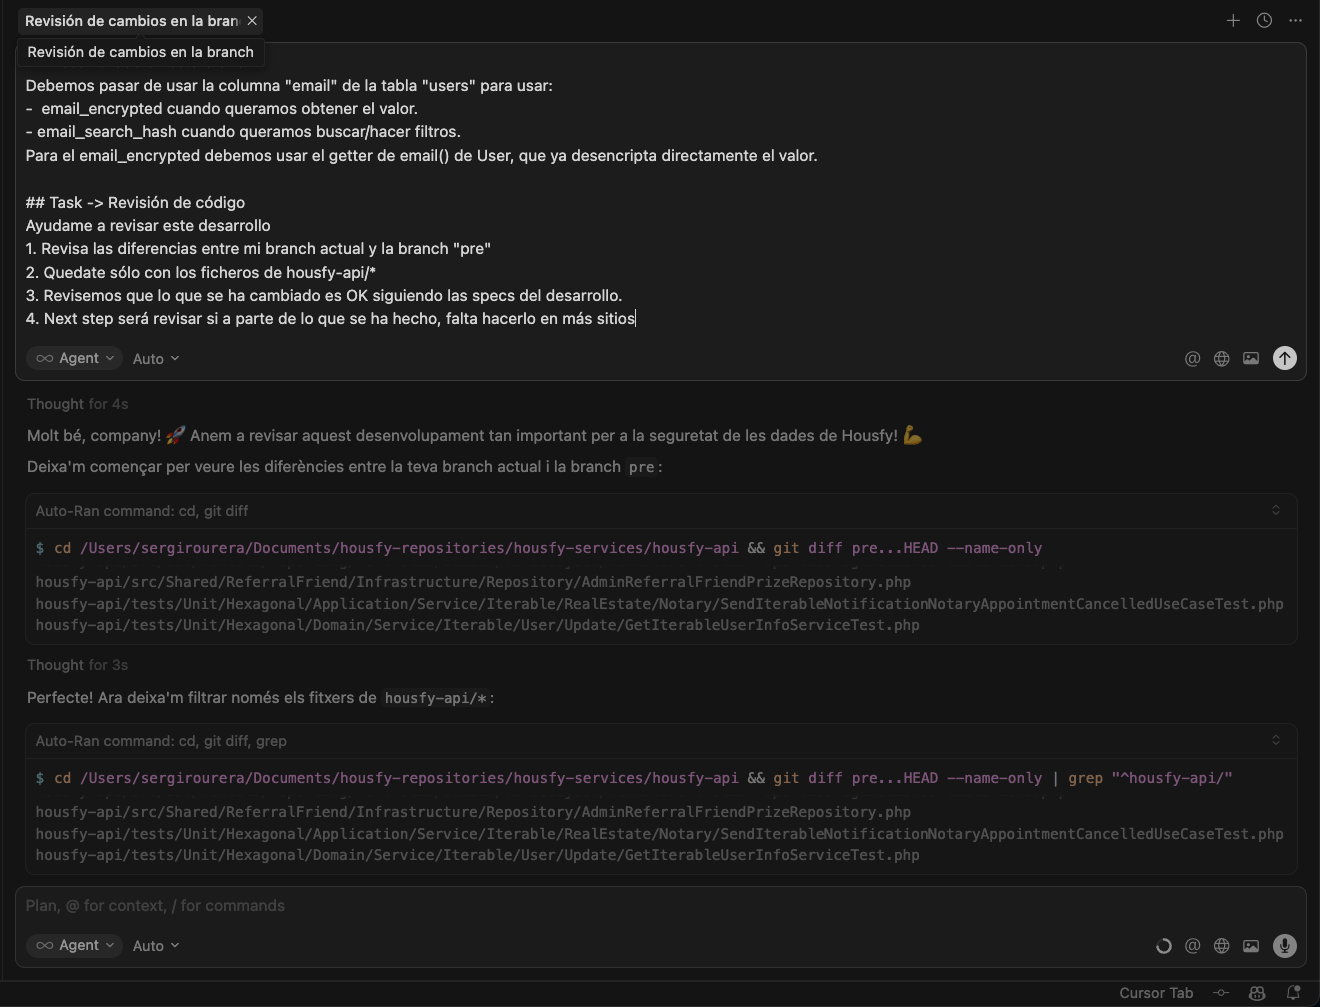 Revisión de cambios en la bran
Revisión de cambios en la branch
Debemos pasar de usar la columna "email" de la tabla "users" para usar:
-  email_encrypted cuando queramos obtener el valor.
- email_search_hash cuando queramos buscar/hacer filtros.
Para el email_encrypted debemos usar el getter de email() de User, que ya desencripta directamente el valor.
## Task -> Revisión de código
Ayudame a revisar este desarrollo
1. Revisa las diferencias entre mi branch actual y la branch "pre"
2. Quedate sólo con los ficheros de housfy-api/*
3. Revisemos que lo que se ha cambiado es OK siguiendo las specs del desarrollo.
4. Next step será revisar si a parte de lo que se ha hecho, falta hacerlo en más sitios
Agent Auto
Thought for 4s
Molt bé, company! 🚀 Anem a revisar aquest desenvolupament tan important per a la seguretat de les dades de Housfy! 💪
Deixa'm començar per veure les diferències entre la teva branch actual i la branch pre:
Auto-Ran command: cd, git diff
$ cd /Users/sergirourera/Documents/housfy-repositories/housfy-services/housfy-api && git diff pre...HEAD --name-only
housfy-api/src/Shared/ReferralFriend/Infrastructure/Repository/AdminReferralFriendPrizeRepository.php
housfy-api/tests/Unit/Hexagonal/Application/Service/Iterable/RealEstate/Notary/SendIterableNotificationNotaryAppointmentCancelledUseCaseTest.php
housfy-api/tests/Unit/Hexagonal/Domain/Service/Iterable/User/Update/GetIterableUserInfoServiceTest.php
Thought for 3s
Perfecte! Ara deixa'm filtrar només els fitxers de housfy-api/*:
Auto-Ran command: cd, git diff, grep
$ cd /Users/sergirourera/Documents/housfy-repositories/housfy-services/housfy-api && git diff pre...HEAD --name-only | grep "^housfy-api/"
housfy-api/src/Shared/ReferralFriend/Infrastructure/Repository/AdminReferralFriendPrizeRepository.php
housfy-api/tests/Unit/Hexagonal/Application/Service/Iterable/RealEstate/Notary/SendIterableNotificationNotaryAppointmentCancelledUseCaseTest.php
housfy-api/tests/Unit/Hexagonal/Domain/Service/Iterable/User/Update/GetIterableUserInfoServiceTest.php
Plan, @ for context, / for commands
Agent Auto
Cursor Tab